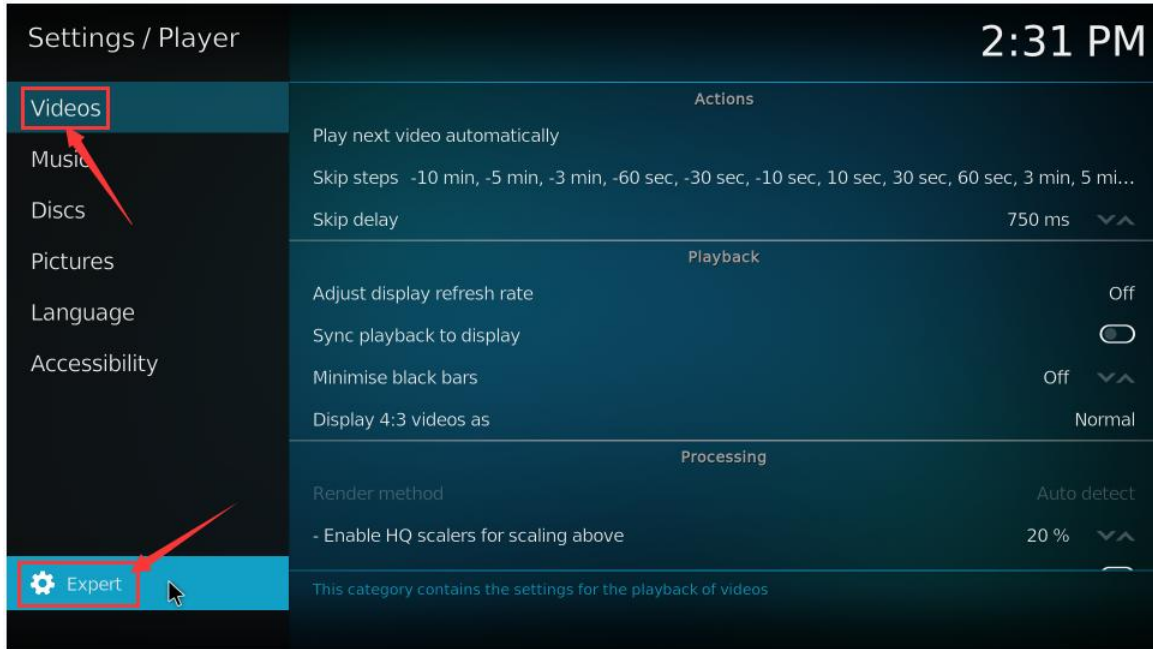 Settings / Player
2:31 PM
Videos
Music
Discs
Pictures
Language
Accessibility
Expert
Actions
Play next video automatically
Skip steps -10 min, -5 min, -3 min, -60 sec, -30 sec, -10 sec, 10 sec, 30 sec, 60 sec, 3 min, 5 mi...
Skip delay 750 ms
Playback
Adjust display refresh rate Off
Sync playback to display
Minimise black bars Off
Display 4:3 videos as Normal
Processing
Render method Auto detect
- Enable HQ scalers for scaling above 20 %
This category contains the settings for the playback of videos